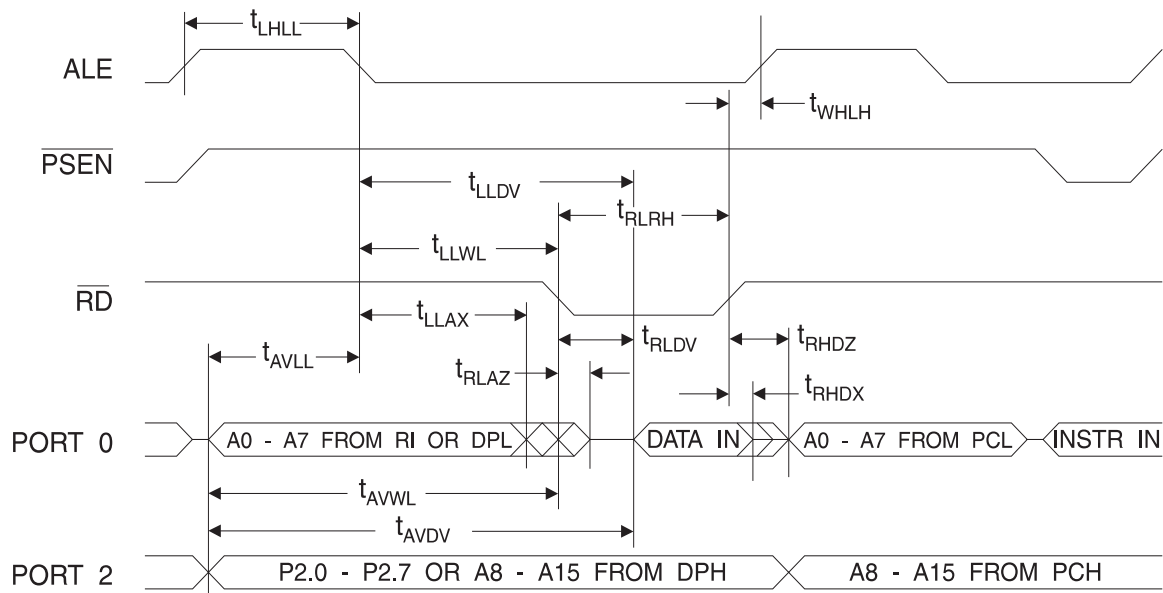 tLHLL
ALE
tWHLH
PSEN
tLLDV
tRLRH
tLLWL
RD
tLLAX
tRLDV
tRHDZ
tAVLL
tRLAZ
tRHDX
PORT 0
A0 - A7 FROM RI OR DPL
DATA IN
A0 - A7 FROM PCL
INSTR IN
tAVWL
tAVDV
PORT 2
P2.0 - P2.7 OR A8 - A15 FROM DPH
A8 - A15 FROM PCH